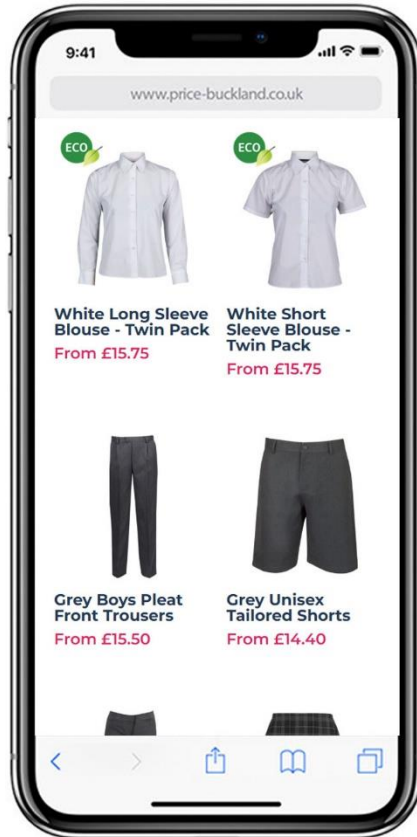 9:41
www.price-buckland.co.uk
ECO
ECO
White Long Sleeve
Blouse - Twin Pack
From £15.75
White Short
Sleeve Blouse -
Twin Pack
From £15.75
Grey Boys Pleat
Front Trousers
From £15.50
Grey Unisex
Tailored Shorts
From £14.40